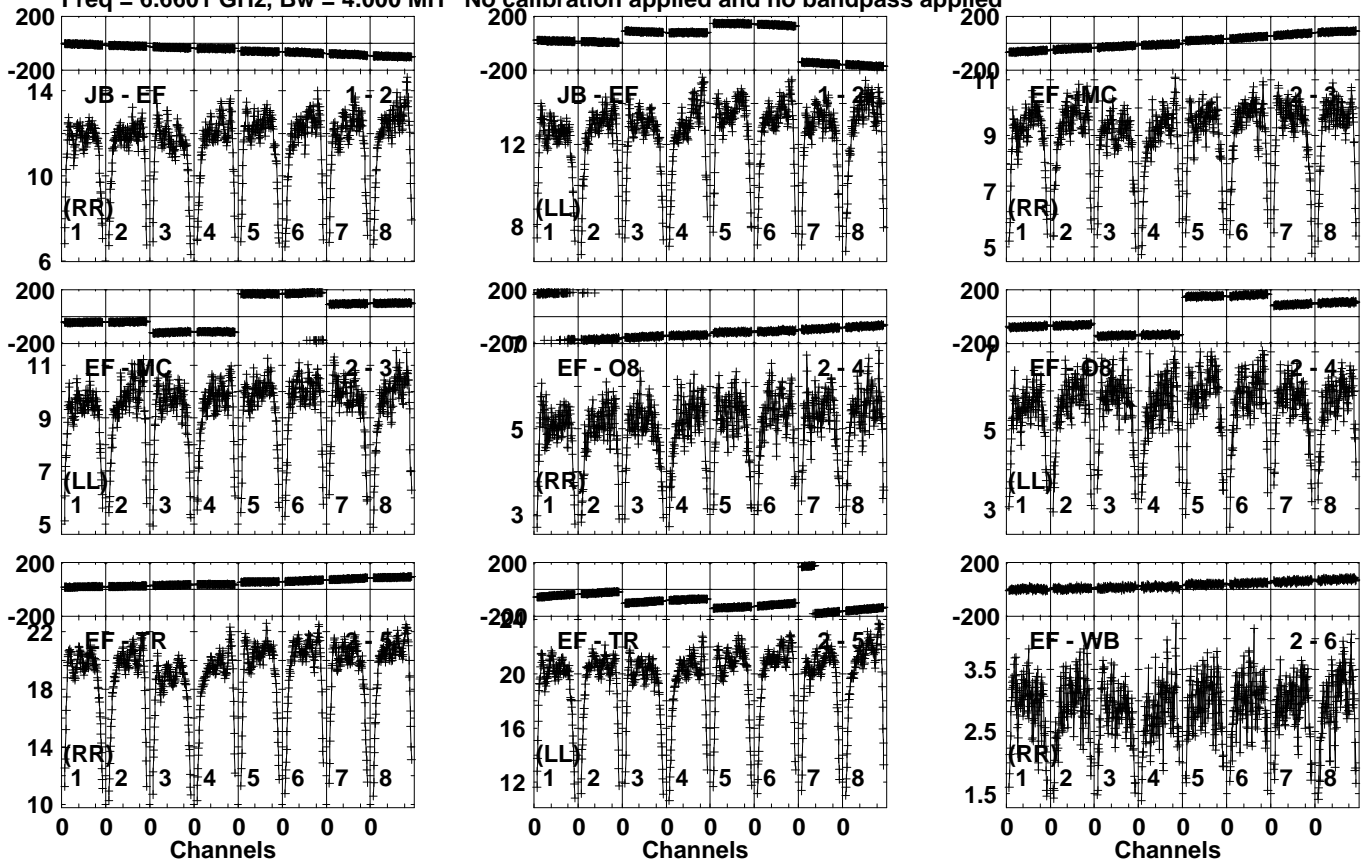 Freq = 6.6601 GHz, Bw = 4.000 MH No calibration applied and no bandpass applied
200
-200
14
10
6
JB - EF 1 - 2
(RR)
1 2 3 4 5 6 7 8
200
-200
12
8
JB - EF 1 - 2
(LL)
1 2 3 4 5 6 7 8
200
-200
11
9
7
5
EF - MC 2 - 3
(RR)
1 2 3 4 5 6 7 8
200
-200
11
9
7
5
EF - MC 2 - 3
(LL)
1 2 3 4 5 6 7 8
200
-200
7
5
3
EF - O8 2 - 4
(RR)
1 2 3 4 5 6 7 8
200
-200
7
5
3
EF - O8 2 - 4
(LL)
1 2 3 4 5 6 7 8
200
-200
22
18
14
10
EF - TR 2 - 5
(RR)
1 2 3 4 5 6 7 8
0 0 0 0 0 0 0 0
Channels
200
-200
24
20
16
12
EF - TR 2 - 5
(LL)
1 2 3 4 5 6 7 8
0 0 0 0 0 0 0 0
Channels
200
-200
3.5
2.5
1.5
EF - WB 2 - 6
(RR)
1 2 3 4 5 6 7 8
0 0 0 0 0 0 0 0
Channels